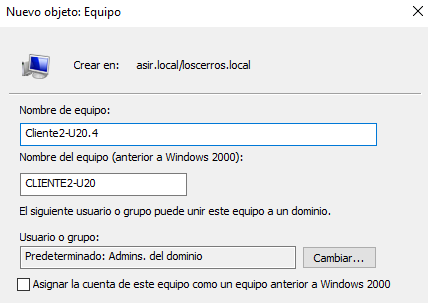 Nuevo objeto: Equipo
Crear en: asir.local/loscerros.local
Nombre de equipo:
Cliente2-U20.4
Nombre del equipo (anterior a Windows 2000):
CLIENTE2-U20
El siguiente usuario o grupo puede unir este equipo a un dominio.
Usuario o grupo:
Predeterminado: Admins. del dominio
Cambiar...
Asignar la cuenta de este equipo como un equipo anterior a Windows 2000